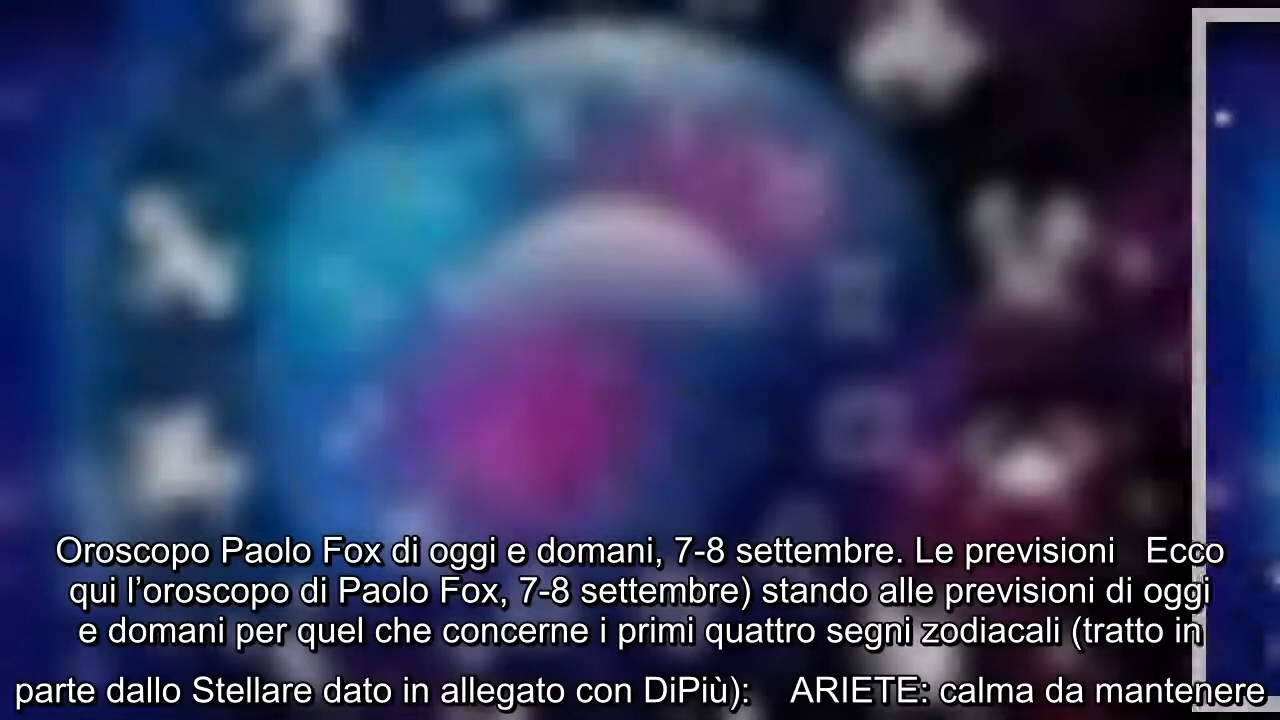 Oroscopo Paolo Fox di oggi e domani, 7-8 settembre. Le previsioni   Ecco
qui l’oroscopo di Paolo Fox, 7-8 settembre) stando alle previsioni di oggi
e domani per quel che concerne i primi quattro segni zodiacali (tratto in
parte dallo Stellare dato in allegato con DiPiù):    ARIETE: calma da mantenere